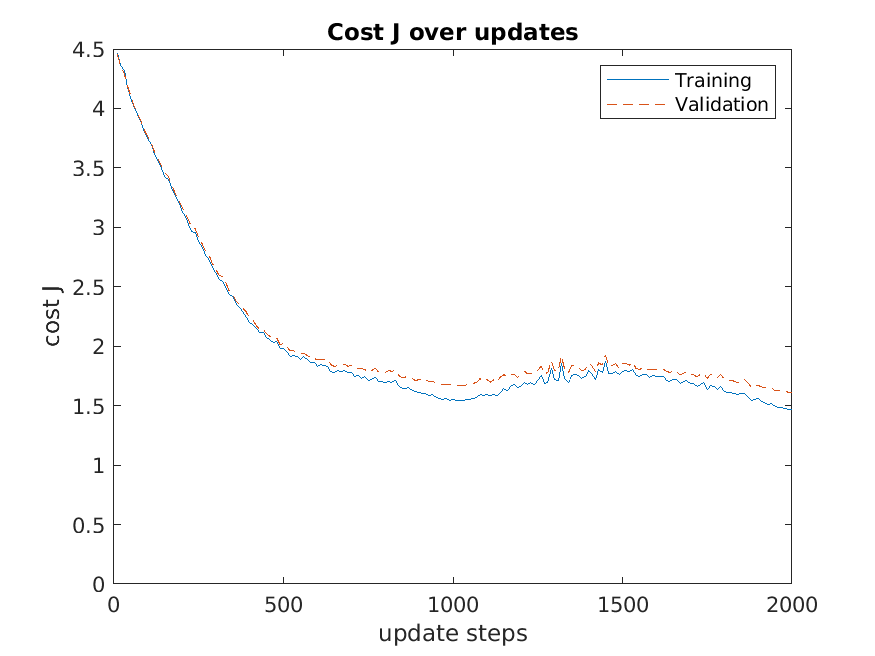 Cost J over updates
Training
Validation
4.5
4
3.5
3
2.5
2
1.5
1
0.5
0
cost J
0 500 1000 1500 2000
update steps